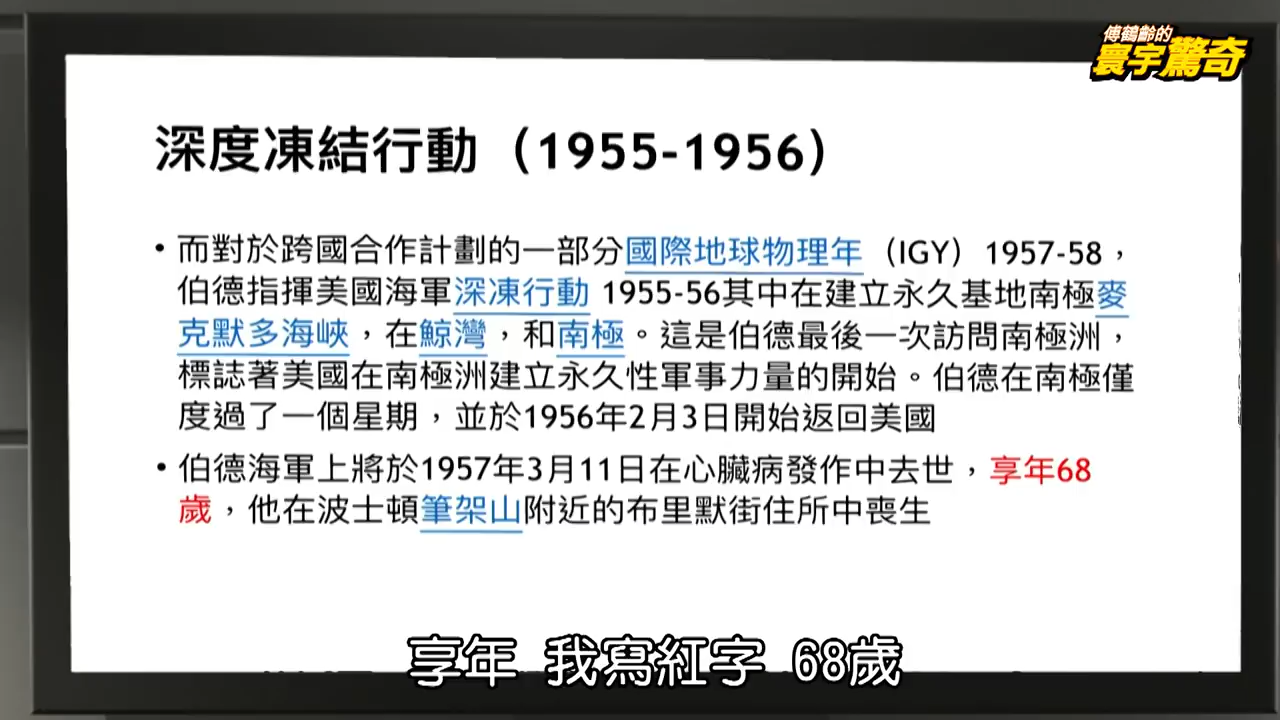 傅鶴齡的
寰宇驚奇
深度凍結行動（1955-1956）
• 而對於跨國合作計劃的一部分國際地球物理年（IGY）1957-58，
伯德指揮美國海軍深凍行動 1955-56其中在建立永久基地南極麥
克默多海峽，在鯨灣，和南極。這是伯德最後一次訪問南極洲，
標誌著美國在南極洲建立永久性軍事力量的開始。伯德在南極僅
度過了一個星期，並於1956年2月3日開始返回美國
• 伯德海軍上將於1957年3月11日在心臟病發作中去世，享年68
歲，他在波士頓筆架山附近的布里默街住所中喪生
享年 我寫紅字 68歲